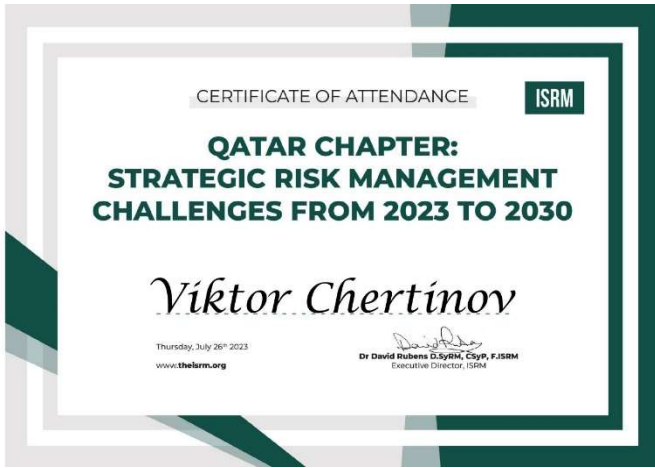 CERTIFICATE OF ATTENDANCE
ISRM
QATAR CHAPTER:
STRATEGIC RISK MANAGEMENT
CHALLENGES FROM 2023 TO 2030
Viktor Chertinov
Thursday, July 26th 2023
www.theisrm.org
Dr David Rubens D.SyRM, CSyP, F.ISRM
Executive Director, ISRM